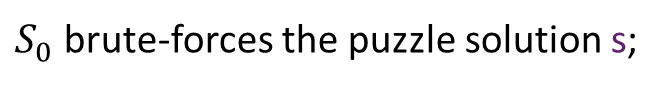 S₀ brute-forces the puzzle solution s;